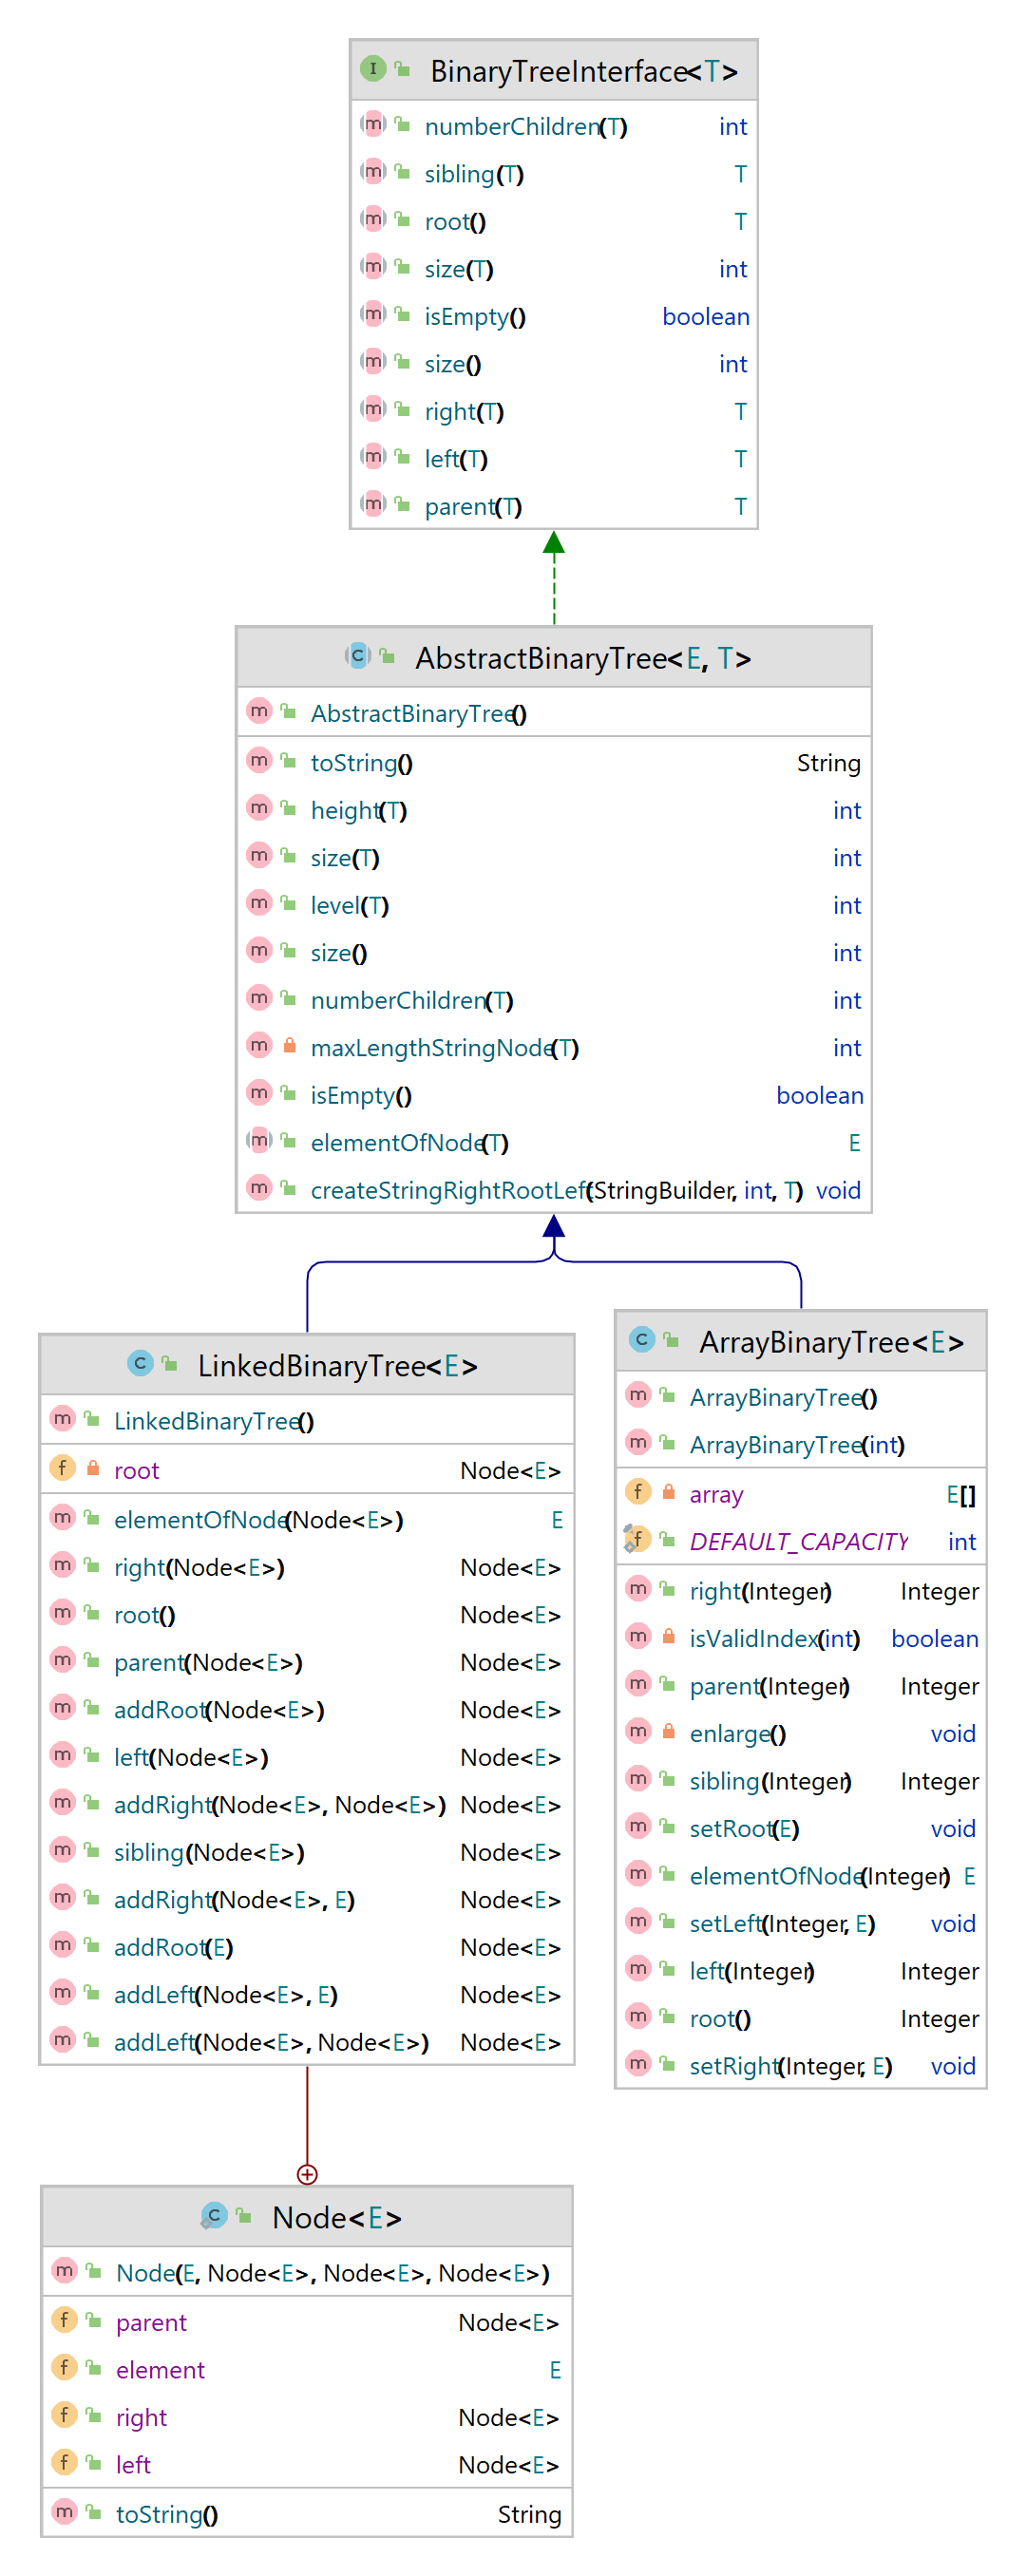 I BinaryTreeInterface<T>
m numberChildren(T) int
m sibling(T) T
m root() T
m size(T) int
m isEmpty() boolean
m size() int
m right(T) T
m left(T) T
m parent(T) T
C AbstractBinaryTree<E, T>
m AbstractBinaryTree()
m toString() String
m height(T) int
m size(T) int
m level(T) int
m size() int
m numberChildren(T) int
m maxLengthStringNode(T) int
m isEmpty() boolean
m elementOfNode(T) E
m createStringRightRootLeft(StringBuilder, int, T) void
C LinkedBinaryTree<E>
m LinkedBinaryTree()
f root Node<E>
m elementOfNode(Node<E>) E
m right(Node<E>) Node<E>
m root() Node<E>
m parent(Node<E>) Node<E>
m addRoot(Node<E>) Node<E>
m left(Node<E>) Node<E>
m addRight(Node<E>, Node<E>) Node<E>
m sibling(Node<E>) Node<E>
m addRight(Node<E>, E) Node<E>
m addRoot(E) Node<E>
m addLeft(Node<E>, E) Node<E>
m addLeft(Node<E>, Node<E>) Node<E>
C ArrayBinaryTree<E>
m ArrayBinaryTree()
m ArrayBinaryTree(int)
f array E[]
f DEFAULT_CAPACITY int
m right(Integer) Integer
m isValidIndex(int) boolean
m parent(Integer) Integer
m enlarge() void
m sibling(Integer) Integer
m setRoot(E) void
m elementOfNode(Integer) E
m setLeft(Integer, E) void
m left(Integer) Integer
m root() Integer
m setRight(Integer, E) void
C Node<E>
m Node(E, Node<E>, Node<E>, Node<E>)
f parent Node<E>
f element E
f right Node<E>
f left Node<E>
m toString() String